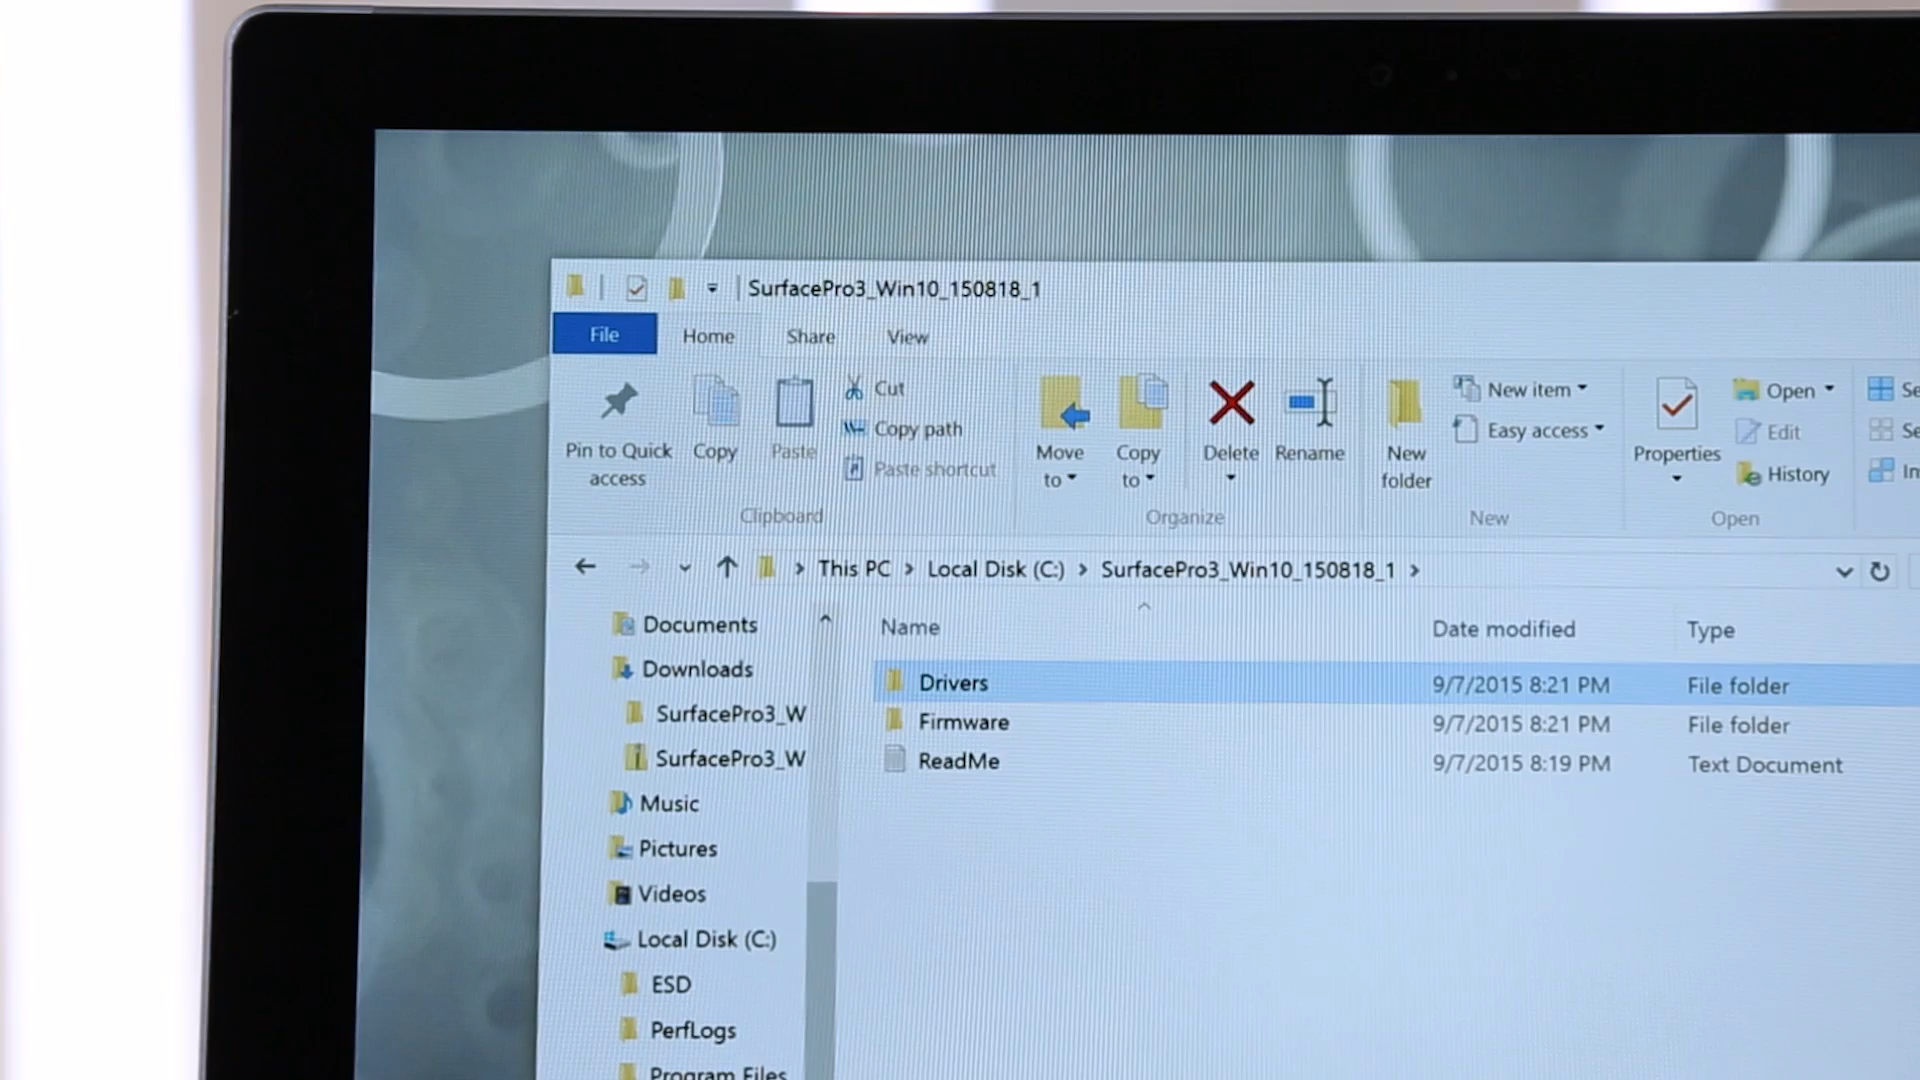 SurfacePro3_Win10_150818_1
File Home Share View
Pin to Quick access
Copy
Paste
Cut
Copy path
Paste shortcut
Clipboard
Move to
Copy to
Delete
Rename
Organize
New folder
New item
Easy access
New
Properties
Open
Edit
History
Open
Se
Se
In
This PC > Local Disk (C:) > SurfacePro3_Win10_150818_1 >
Documents
Downloads
SurfacePro3_W
SurfacePro3_W
Music
Pictures
Videos
Local Disk (C:)
ESD
PerfLogs
Program Files
Name Date modified Type
Drivers 9/7/2015 8:21 PM File folder
Firmware 9/7/2015 8:21 PM File folder
ReadMe 9/7/2015 8:19 PM Text Document